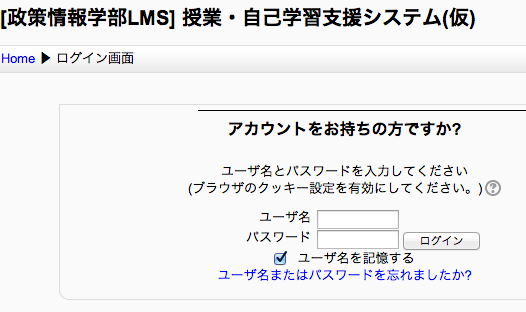 [政策情報学部LMS] 授業・自己学習支援システム(仮)
Home ▶ ログイン画面
アカウントをお持ちの方ですか?
ユーザ名とパスワードを入力してください
(ブラウザのクッキー設定を有効にしてください。) ?
ユーザ名
パスワード ログイン
ユーザ名を記憶する
ユーザ名またはパスワードを忘れましたか?